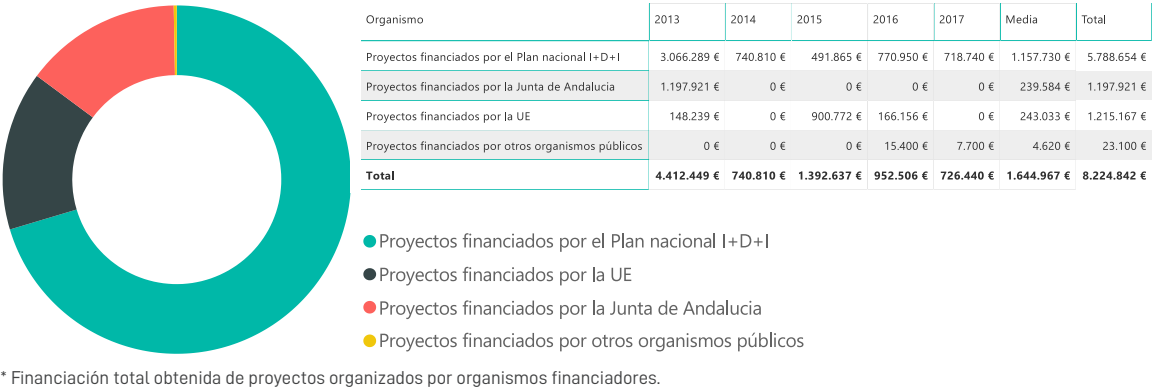 Organismo 2013 2014 2015 2016 2017 Media Total
Proyectos financiados por el Plan nacional I+D+I 3.066.289 € 740.810 € 491.865 € 770.950 € 718.740 € 1.157.730 € 5.788.654 €
Proyectos financiados por la Junta de Andalucia 1.197.921 € 0 € 0 € 0 € 0 € 239.584 € 1.197.921 €
Proyectos financiados por la UE 148.239 € 0 € 900.772 € 166.156 € 0 € 243.033 € 1.215.167 €
Proyectos financiados por otros organismos públicos 0 € 0 € 0 € 15.400 € 7.700 € 4.620 € 23.100 €
Total 4.412.449 € 740.810 € 1.392.637 € 952.506 € 726.440 € 1.644.967 € 8.224.842 €
Proyectos financiados por el Plan nacional I+D+I
Proyectos financiados por la UE
Proyectos financiados por la Junta de Andalucia
Proyectos financiados por otros organismos públicos
* Financiación total obtenida de proyectos organizados por organismos financiadores.